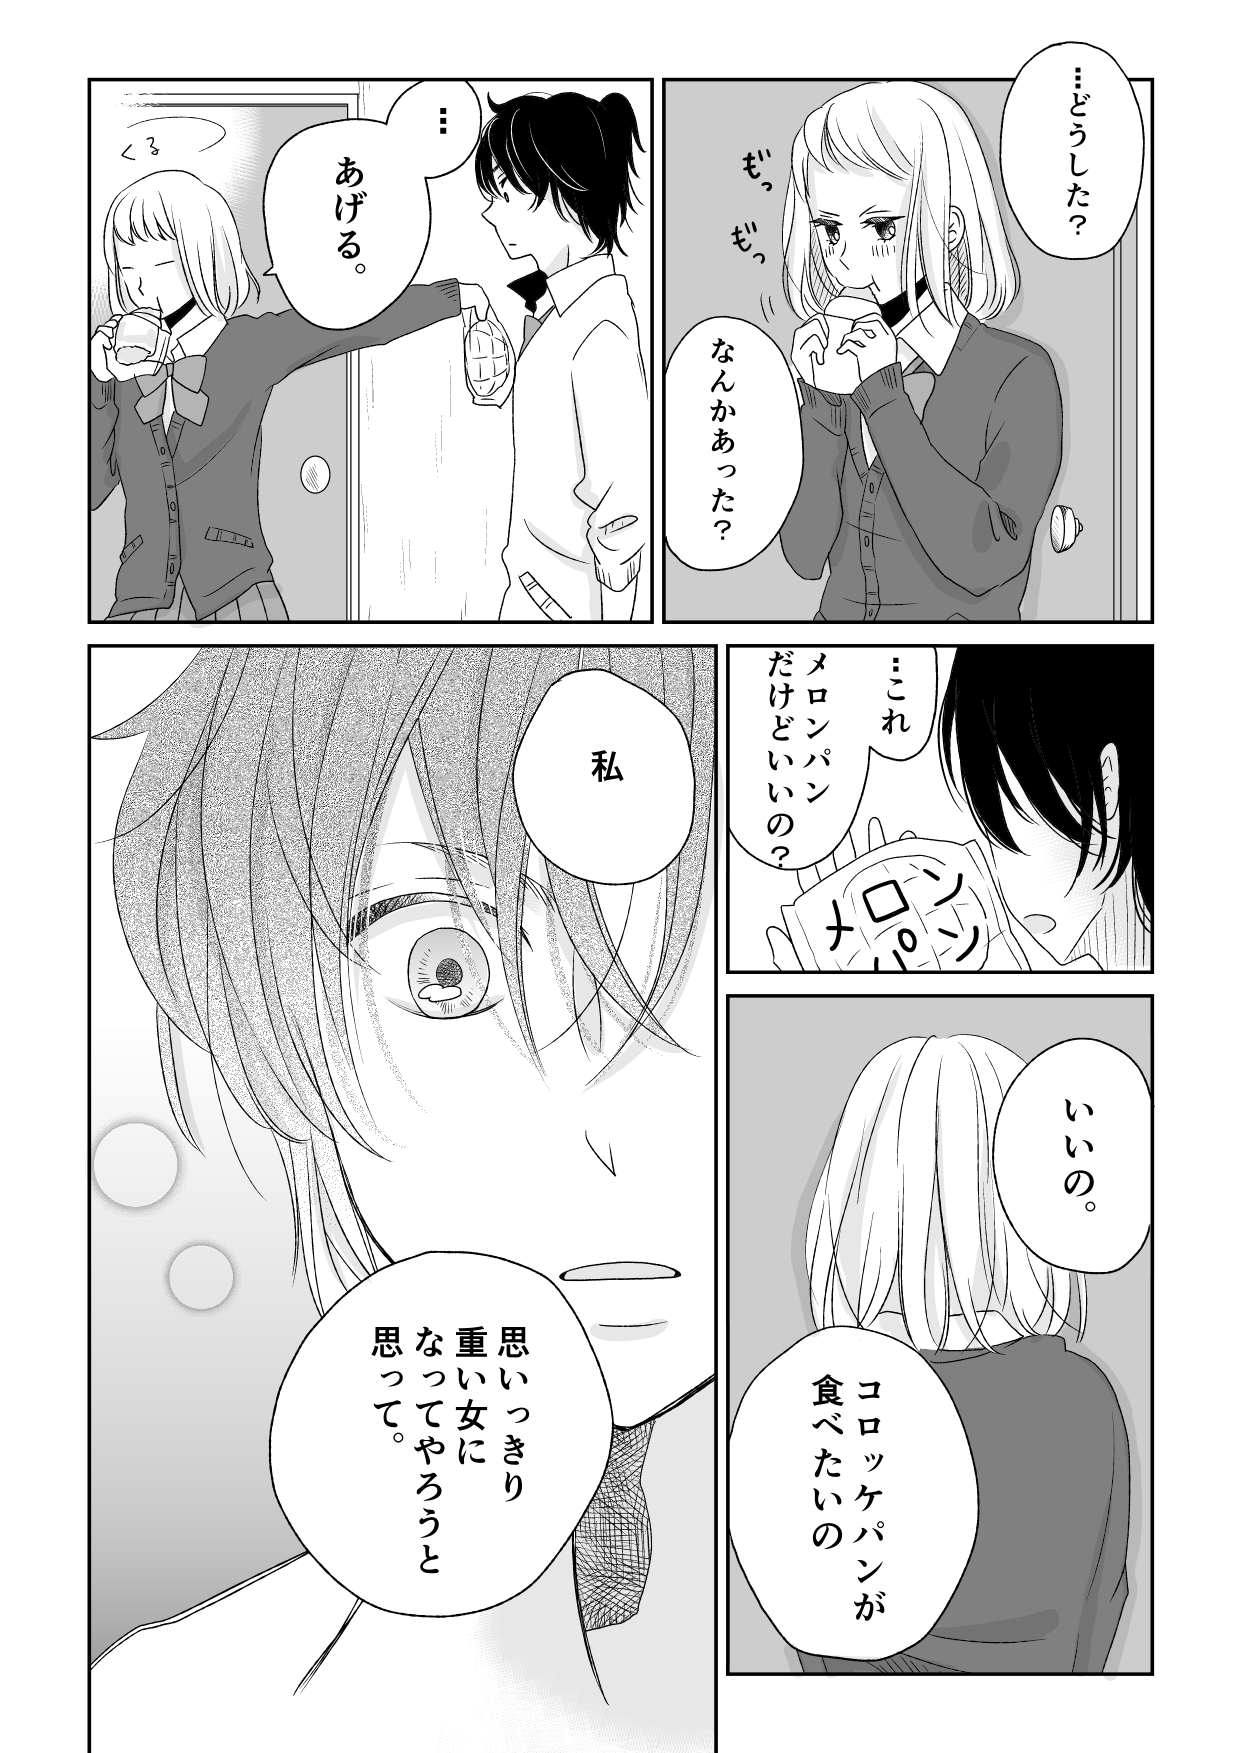 …どうした？
もっ
もっ
なんかあった？
…
あげる。
くる
…これ
メロンパン
だけどいいの？
メロン
パン
いいの。
コロッケパンが
食べたいの
私
思いっきり
重い女に
なってやろうと
思って。